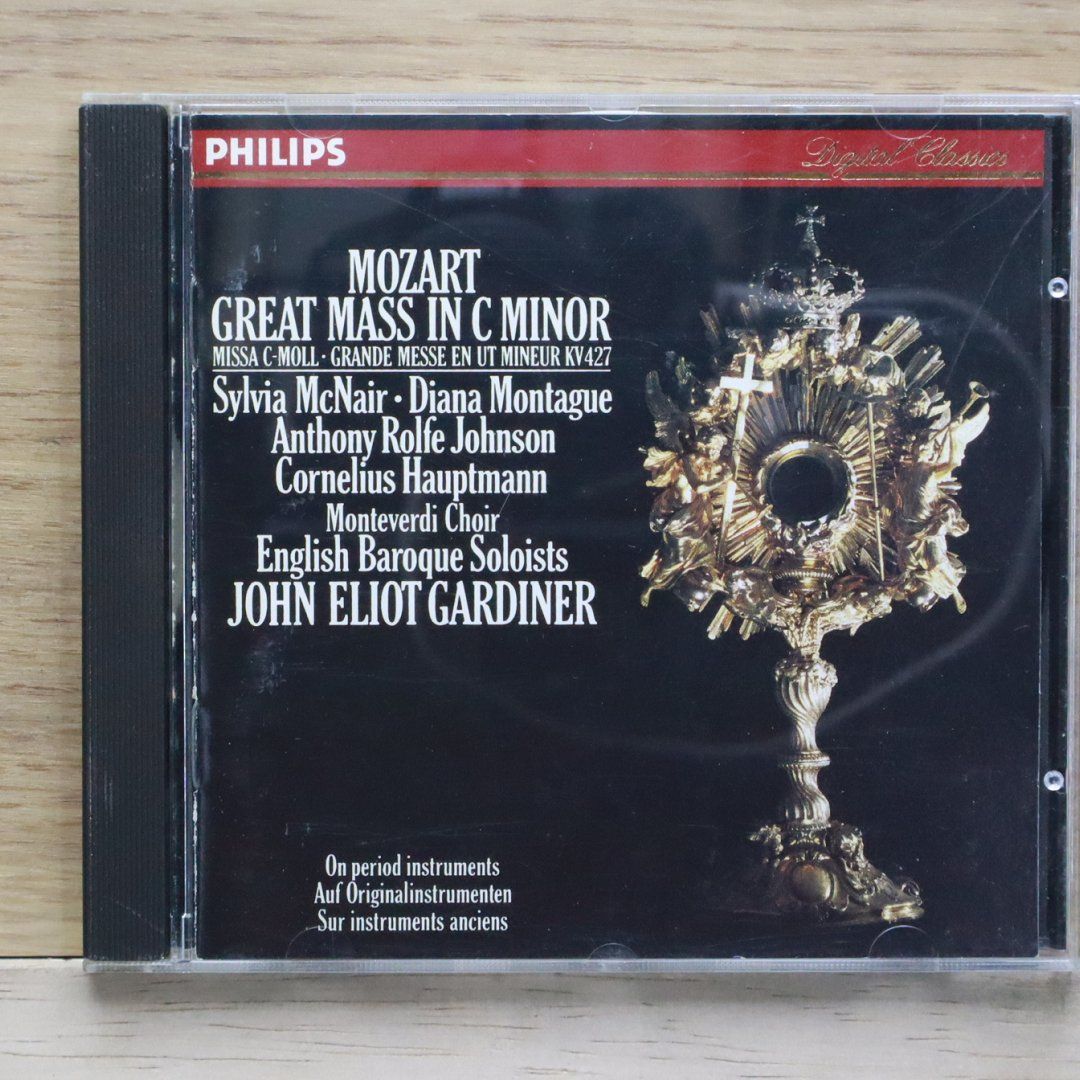 PHILIPS
Digital Classics
MOZART
GREAT MASS IN C MINOR
MISSA C-MOLL · GRANDE MESSE EN UT MINEUR KV427
Sylvia McNair · Diana Montague
Anthony Rolfe Johnson
Cornelius Hauptmann
Monteverdi Choir
English Baroque Soloists
JOHN ELIOT GARDINER
On period instruments
Auf Originalinstrumenten
Sur instruments anciens